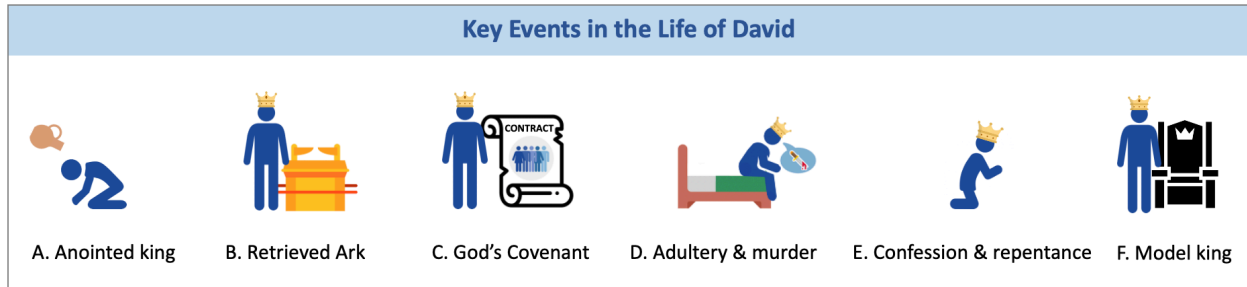 Key Events in the Life of David
CONTRACT
A. Anointed king
B. Retrieved Ark
C. God’s Covenant
D. Adultery & murder
E. Confession & repentance
F. Model king